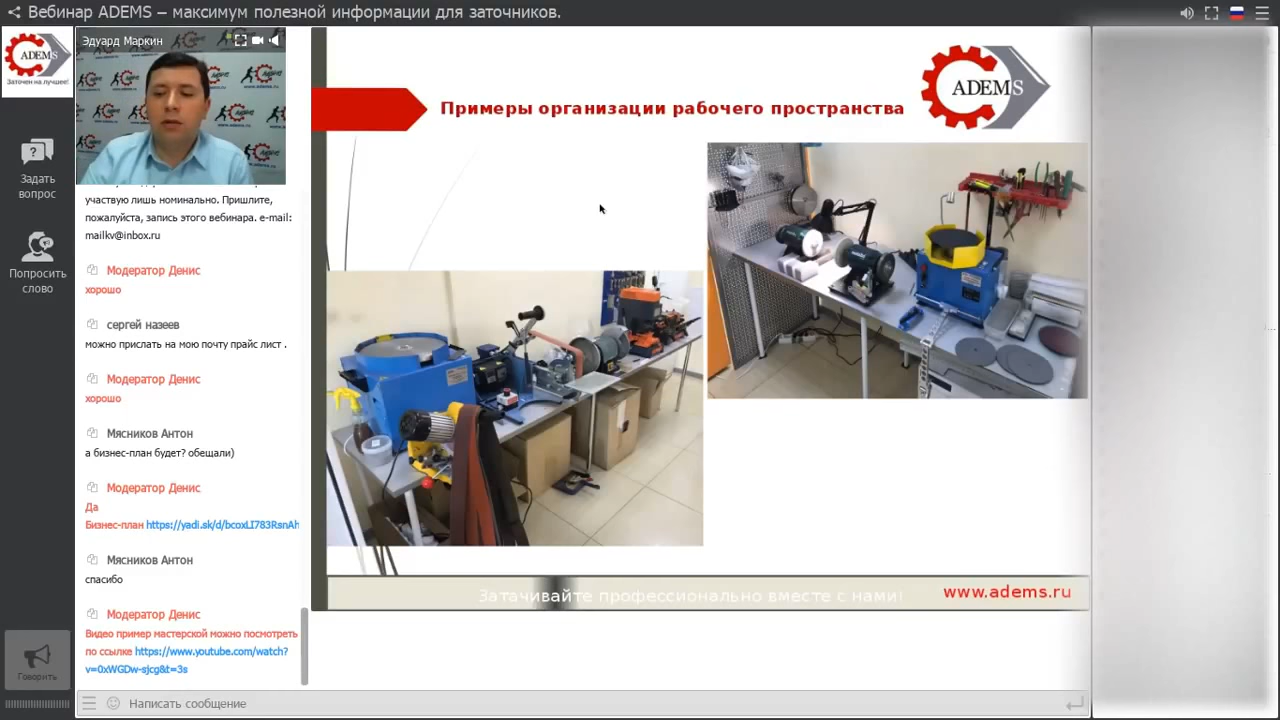 Вебинар ADEMS – максимум полезной информации для заточников.
ADEMS
Заточен на лучшее!
Задать
вопрос
Попросить
слово
Говорить
Эдуард Маркин
участвую лишь номинально. Пришлите,
пожалуйста, запись этого вебинара. e-mail:
mailkv@inbox.ru
Модератор Денис
хорошо
сергей назеев
можно прислать на мою почту прайс лист .
Модератор Денис
хорошо
Мясников Антон
а бизнес-план будет? обещали)
Модератор Денис
Да
Бизнес-план https://yadi.sk/d/bcoxLI783RsnAh
Мясников Антон
спасибо
Модератор Денис
Видео пример мастерской можно посмотреть
по ссылке https://www.youtube.com/watch?
v=0xWGDw-sjcg&t=3s
Написать сообщение
Примеры организации рабочего пространства
ADEMS
Затачивайте профессионально вместе с нами!
www.adems.ru